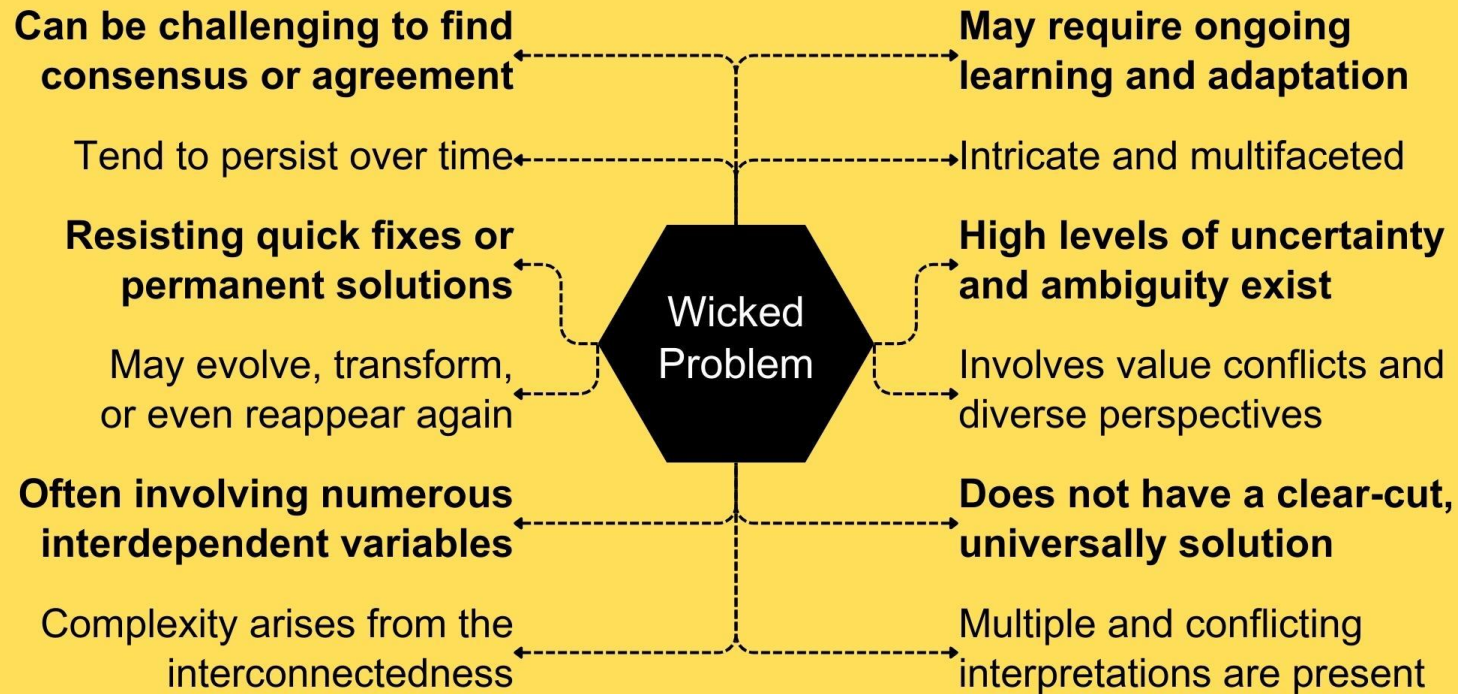 Can be challenging to find
consensus or agreement
Tend to persist over time
Resisting quick fixes or
permanent solutions
May evolve, transform,
or even reappear again
Often involving numerous
interdependent variables
Complexity arises from the
interconnectedness
Wicked
Problem
May require ongoing
learning and adaptation
Intricate and multifaceted
High levels of uncertainty
and ambiguity exist
Involves value conflicts and
diverse perspectives
Does not have a clear-cut,
universally solution
Multiple and conflicting
interpretations are present